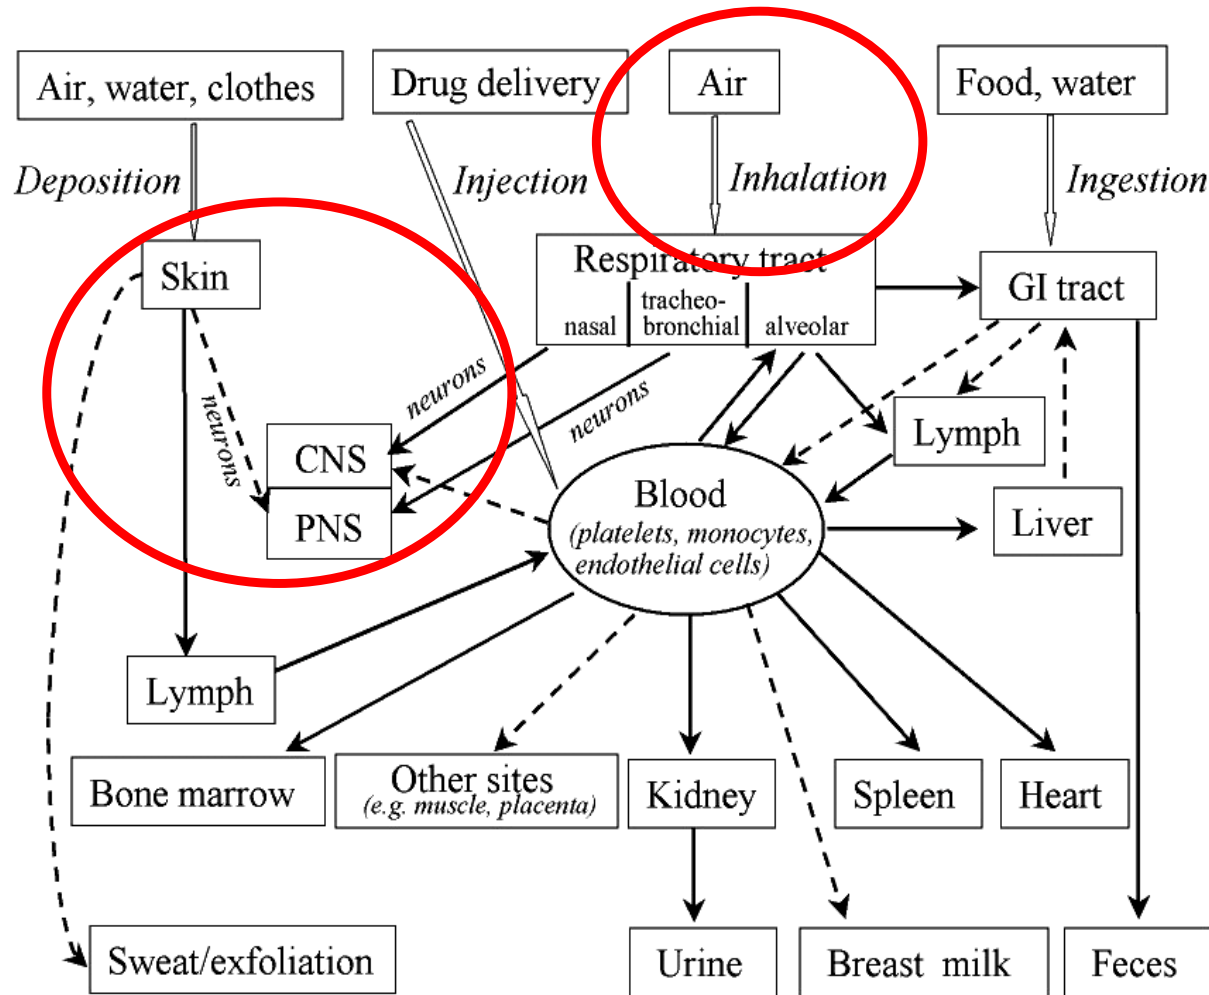 Air, water, clothes
Drug delivery
Air
Food, water
Deposition
Injection
Inhalation
Ingestion
Skin
Respiratory tract
nasal
tracheo-
bronchial
alveolar
GI tract
neurons
neurons
neurons
CNS
PNS
Blood
(platelets, monocytes,
endothelial cells)
Lymph
Liver
Lymph
Bone marrow
Other sites
(e.g. muscle, placenta)
Kidney
Spleen
Heart
Sweat/exfoliation
Urine
Breast milk
Feces